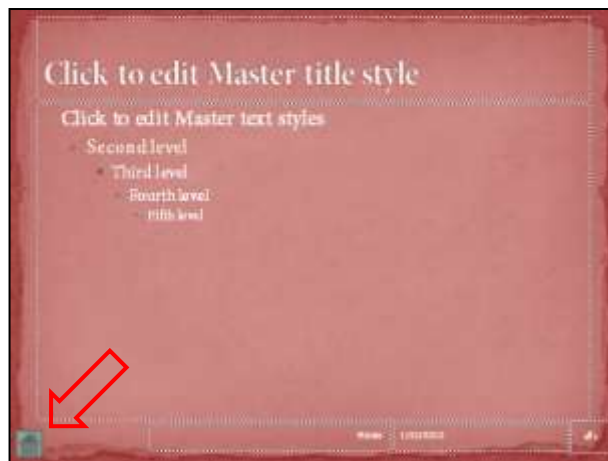 Click to edit Master title style
Click to edit Master text styles
Second level
Third level
Fourth level
Fifth level